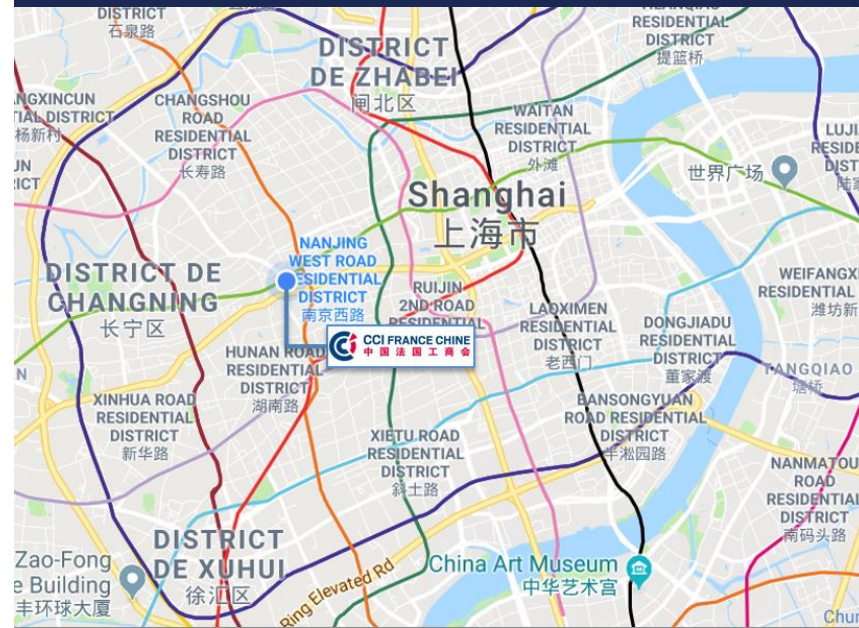 DISTRICT
石泉路
RESIDENTIAL
DISTRICT
提篮桥
DISTRICT
DE ZHABEI
闸北区
CHANGSHOU
ROAD
RESIDENTIAL
DISTRICT
长寿路
WAITAN
RESIDENTIAL
DISTRICT
外滩
世界广场
Shanghai
上海市
NANJING
WEST ROAD
RESIDENTIAL
DISTRICT
南京西路
DISTRICT DE
CHANGNING
长宁区
RUIJIN
2ND ROAD
RESIDENTIAL
CCI FRANCE CHINE
中国法国工商会
LAOXIMEN
RESIDENTIAL
DISTRICT
老西门
DONGJIADU
RESIDENTIAL
DISTRICT
董家渡
RESIDENTIAL
潍坊新
HUNAN ROAD
RESIDENTIAL
DISTRICT
湖南路
TANGQIAO
塘桥
XINHUA ROAD
RESIDENTIAL
DISTRICT
新华路
BANSONGYUAN
ROAD RESIDENTIAL
DISTRICT
半淞园路
XIETU ROAD
RESIDENTIAL
DISTRICT
斜土路
NANMATOU
ROAD
RESIDENTIAL
DISTRICT
南码头路
DISTRICT
DE XUHUI
徐汇区
Zao-Fong
e Building
丰环球大厦
Ring Elevated Rd
China Art Museum
中华艺术宫